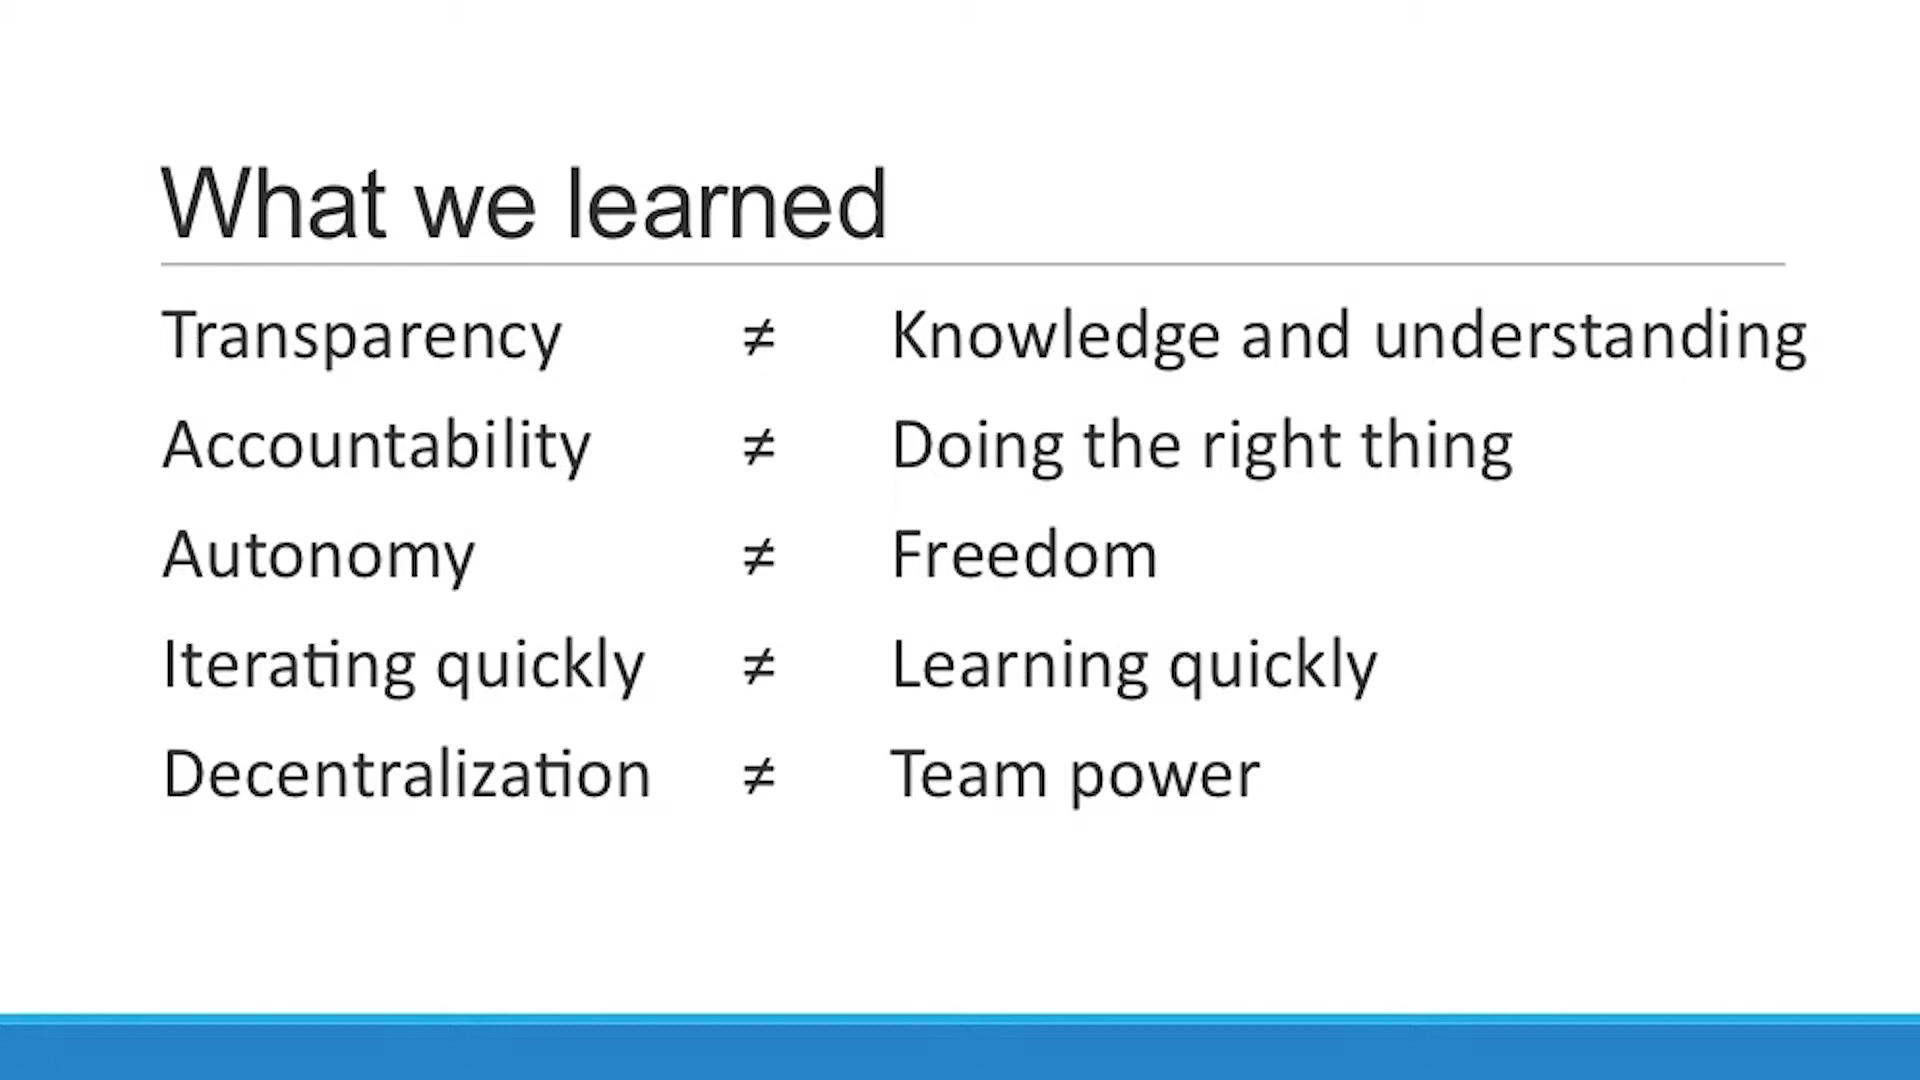 What we learned
Transparency ≠ Knowledge and understanding
Accountability ≠ Doing the right thing
Autonomy ≠ Freedom
Iterating quickly ≠ Learning quickly
Decentralization ≠ Team power